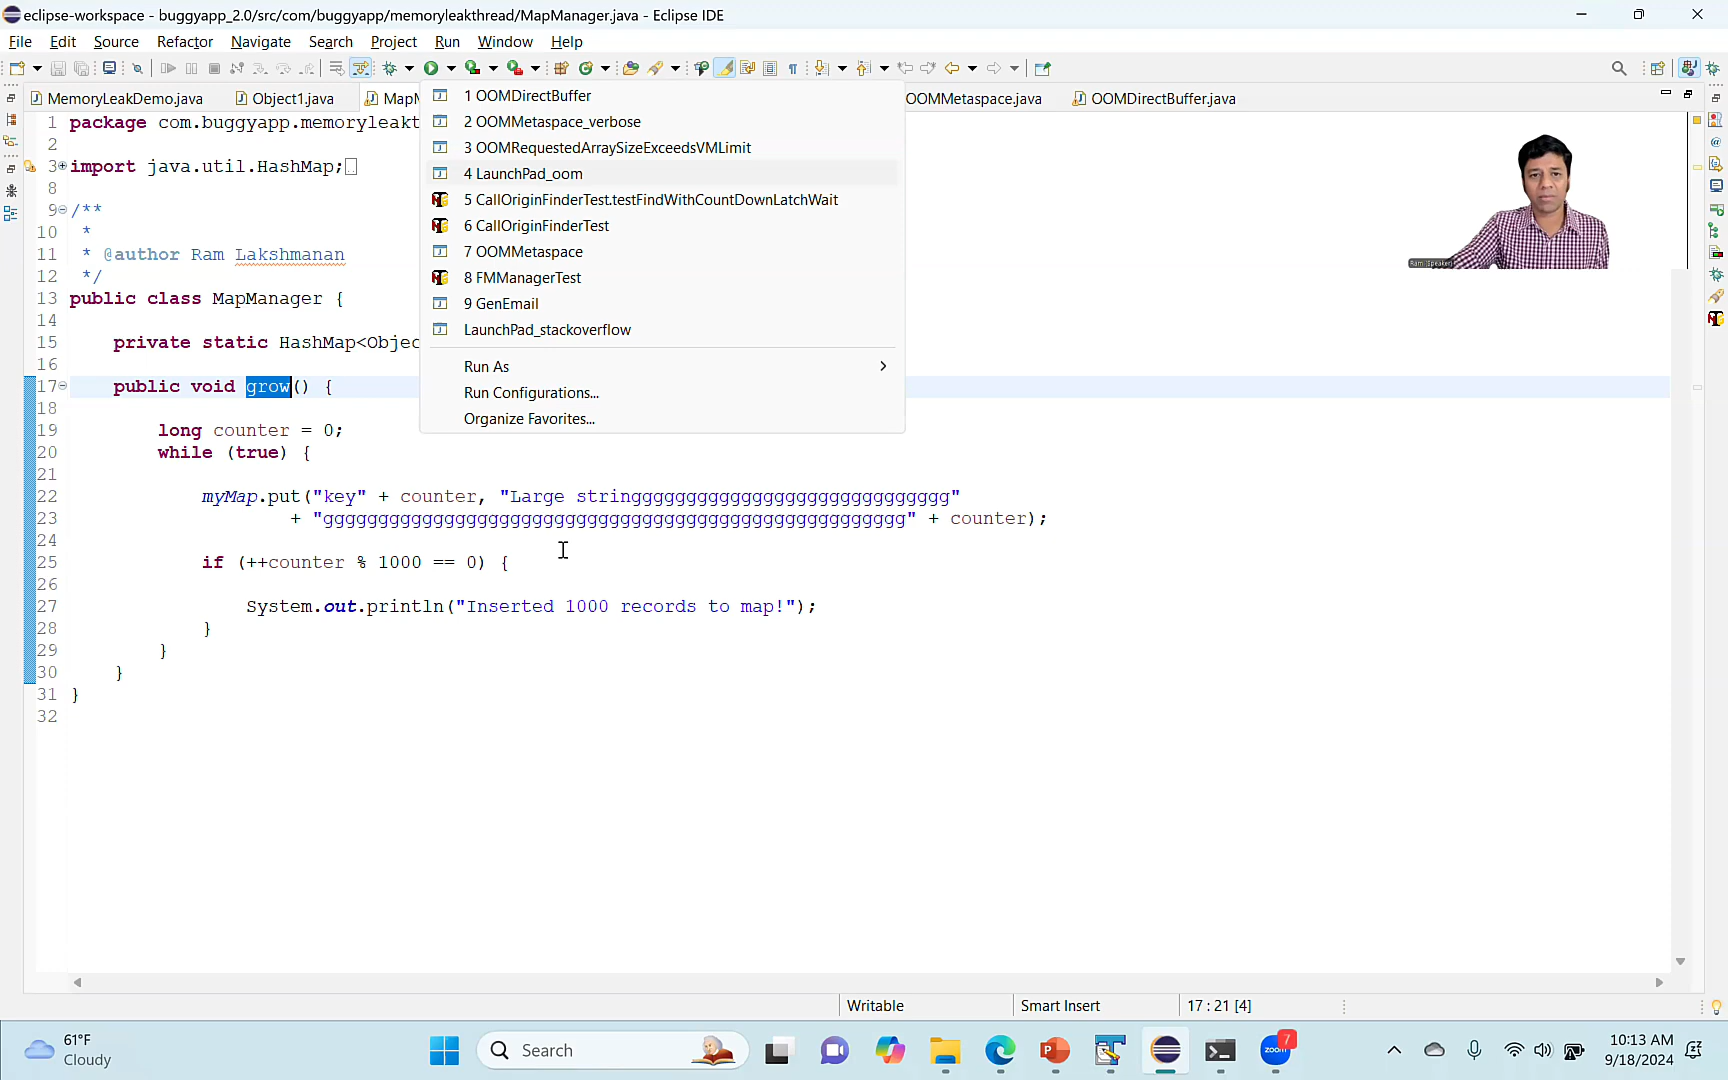 eclipse-workspace - buggyapp_2.0/src/com/buggyapp/memoryleakthread/MapManager.java - Eclipse IDE
File Edit Source Refactor Navigate Search Project Run Window Help
MemoryLeakDemo.java Object1.java MapM OOMMetaspace.java OOMDirectBuffer.java
1 OOMDirectBuffer
2 OOMMetaspace_verbose
3 OOMRequestedArraySizeExceedsVMLimit
4 LaunchPad_oom
5 CallOriginFinderTest.testFindWithCountDownLatchWait
6 CallOriginFinderTest
7 OOMMetaspace
8 FMManagerTest
9 GenEmail
LaunchPad_stackoverflow
Run As
Run Configurations...
Organize Favorites...
1 package com.buggyapp.memoryleakt
2
3 import java.util.HashMap;
8
9 /**
10 *
11 * @author Ram Lakshmanan
12 */
13 public class MapManager {
14
15 private static HashMap<Objec
16
17 public void grow() {
18
19 long counter = 0;
20 while (true) {
21
22 myMap.put("key" + counter, "Large stringgggggggggggggggggggggggggggggg"
23 + "ggggggggggggggggggggggggggggggggggggggggggggggggggggg" + counter);
24
25 if (++counter % 1000 == 0) {
26
27 System.out.println("Inserted 1000 records to map!");
28 }
29 }
30 }
31 }
32
Writable Smart Insert 17 : 21 [4]
61°F
Cloudy
Search
zoom
7
10:13 AM
9/18/2024